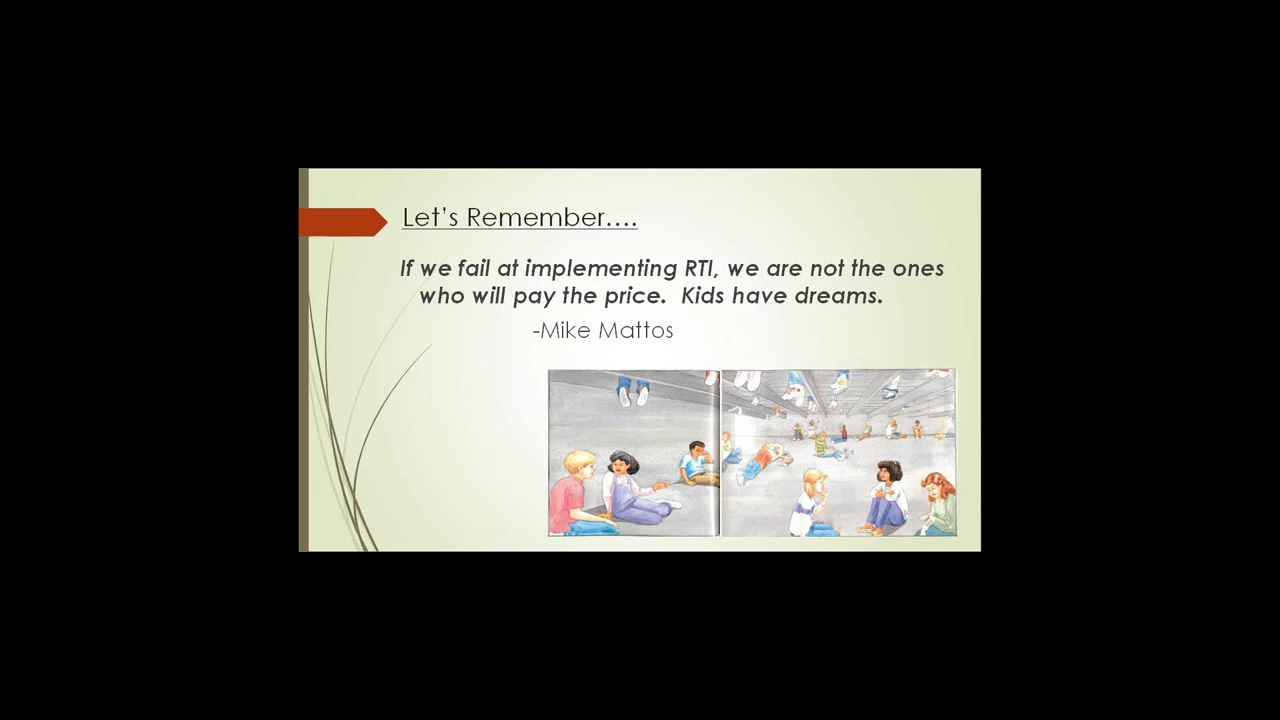 Let's Remember....
If we fail at implementing RTI, we are not the ones
who will pay the price.  Kids have dreams.
-Mike Mattos